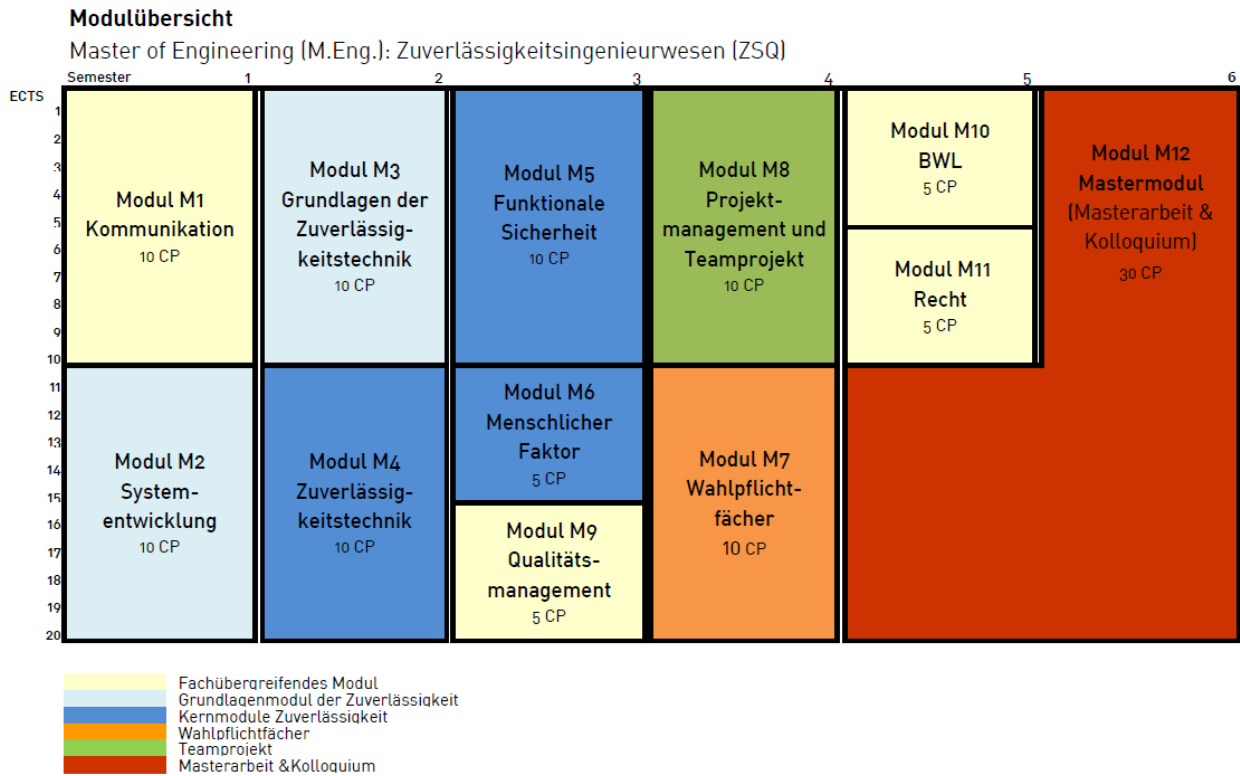 Modulübersicht
Master of Engineering (M.Eng.): Zuverlässigkeitsingenieurwesen (ZSQ)
Semester 1 2 3 4 5 6
ECTS
1
2
3
4
5
6
7
8
9
10
11
12
13
14
15
16
17
18
19
20
Modul M1
Kommunikation
10 CP
Modul M2
System-
entwicklung
10 CP
Modul M3
Grundlagen der
Zuverlässig-
keitstechnik
10 CP
Modul M4
Zuverlässig-
keitstechnik
10 CP
Modul M5
Funktionale
Sicherheit
10 CP
Modul M6
Menschlicher
Faktor
5 CP
Modul M9
Qualitäts-
management
5 CP
Modul M8
Projekt-
management und
Teamprojekt
10 CP
Modul M7
Wahlpflicht-
fächer
10 CP
Modul M10
BWL
5 CP
Modul M11
Recht
5 CP
Modul M12
Mastermodul
(Masterarbeit &
Kolloquium)
30 CP
Fachübergreifendes Modul
Grundlagenmodul der Zuverlässigkeit
Kernmodule Zuverlässigkeit
Wahlpflichtfächer
Teamprojekt
Masterarbeit &Kolloquium